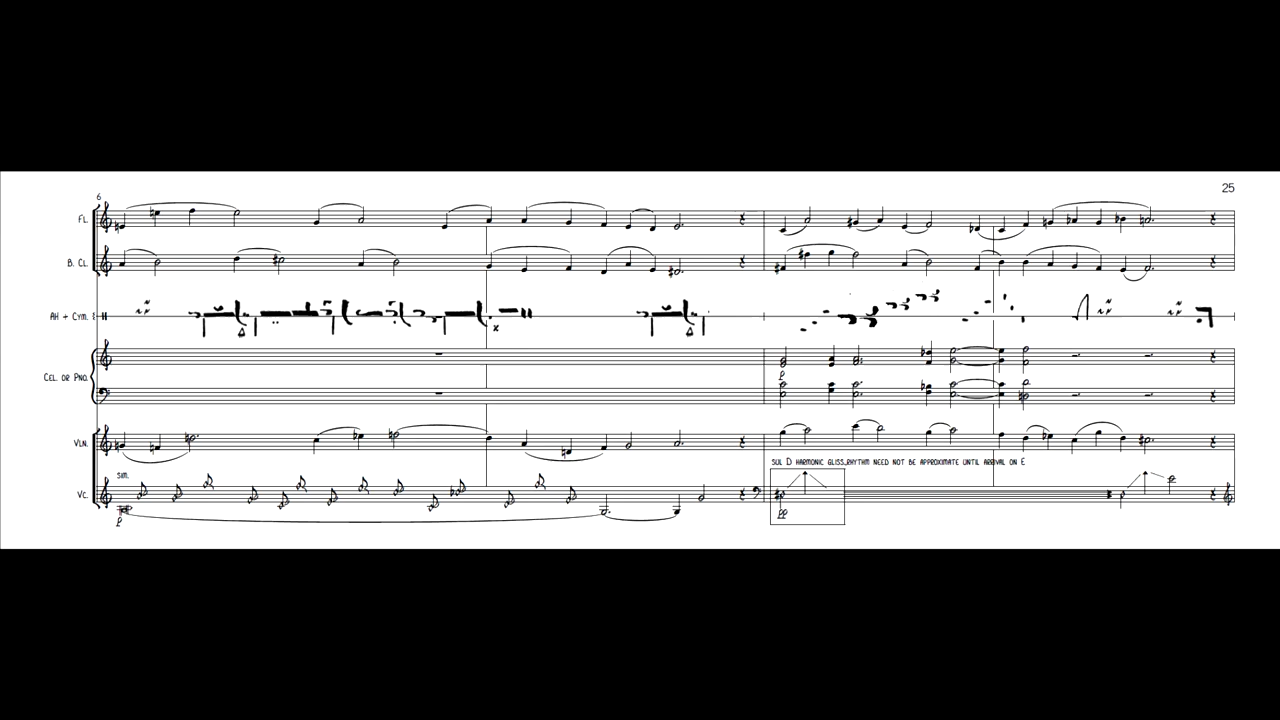 25
6
Fl.
B. Cl.
AH + Cym.
Cel. or Pno.
p
Vln.
sul D harmonic gliss. rhythm need not be approximate until arrival on E
sim.
Vc.
p
pp